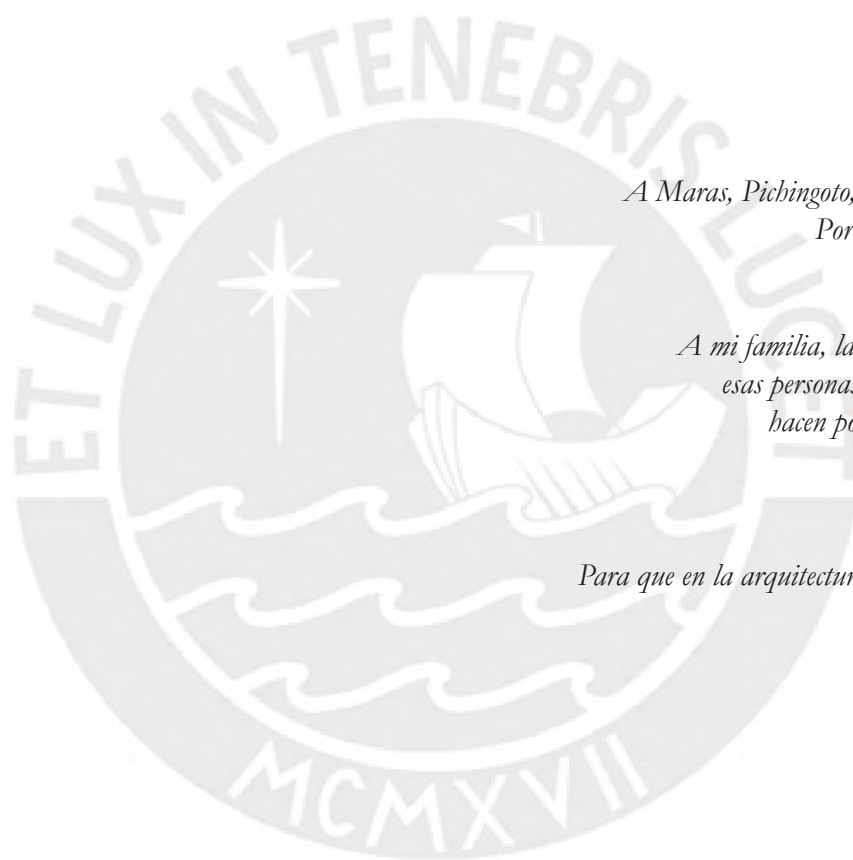 ET LUX IN TENEBRIS LUCET
A Maras, Pichingoto,
Por
A mi familia, la
esas personas
hacen po
Para que en la arquitectur
MCMXVII